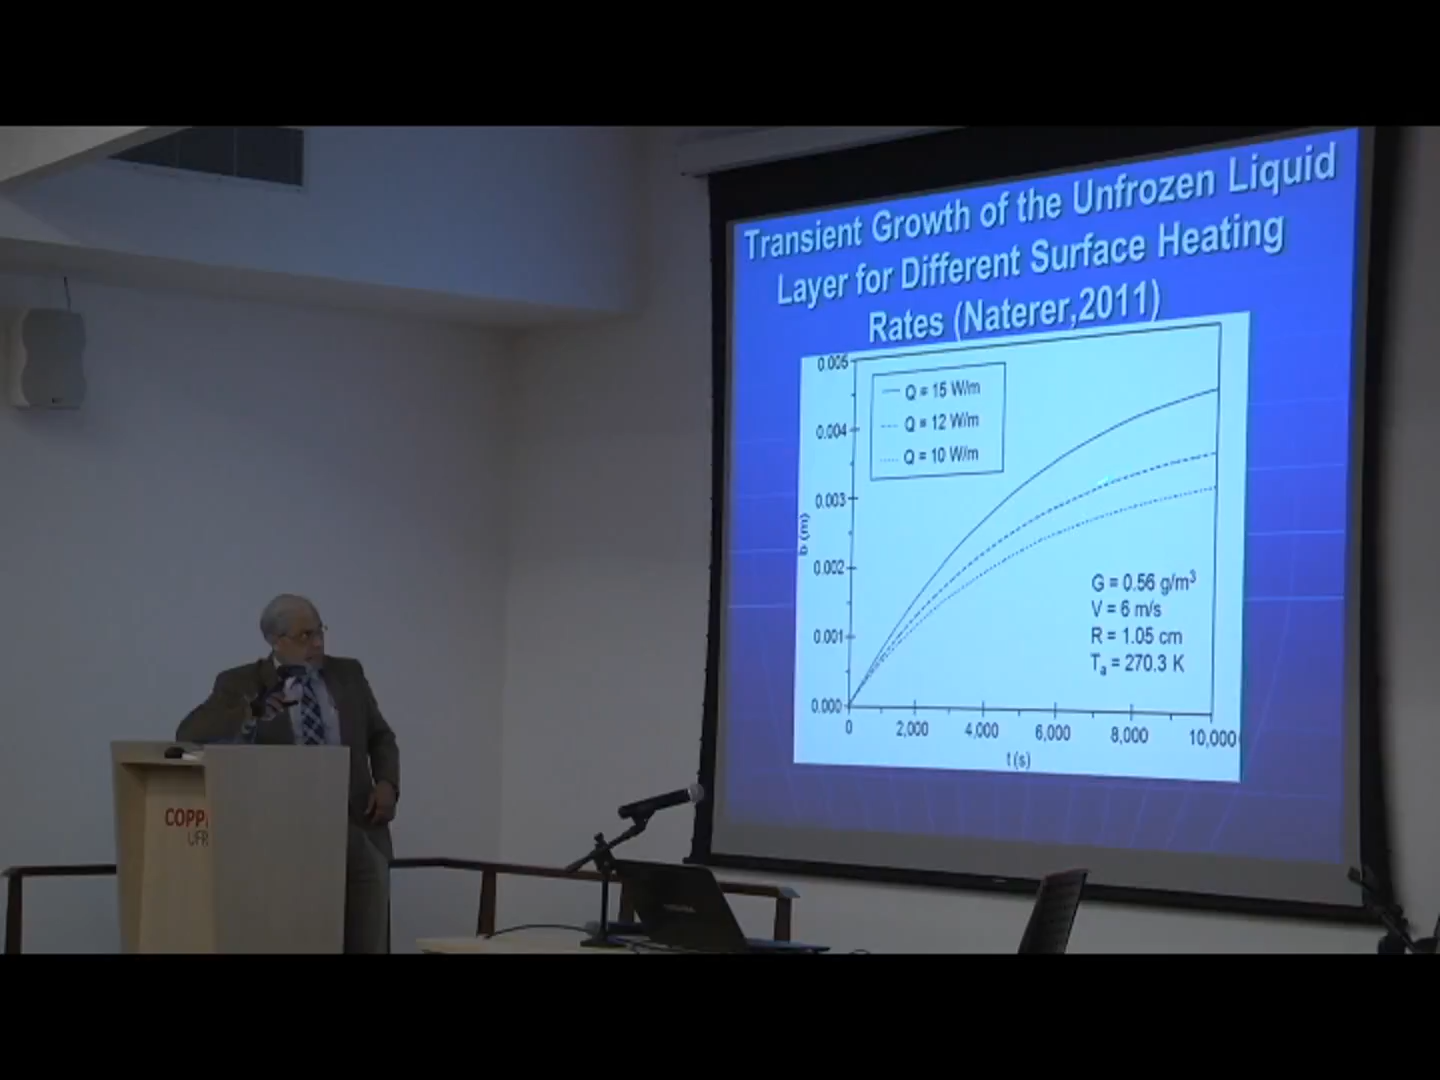 Transient Growth of the Unfrozen Liquid
Layer for Different Surface Heating
Rates (Naterer,2011)
0.005
0.004
0.003
0.002
0.001
0.000
b (m)
Q = 15 W/m
Q = 12 W/m
Q = 10 W/m
G = 0.56 g/m³
V = 6 m/s
R = 1.05 cm
Tₐ = 270.3 K
0 2,000 4,000 6,000 8,000 10,000
t (s)
COPP
UFR